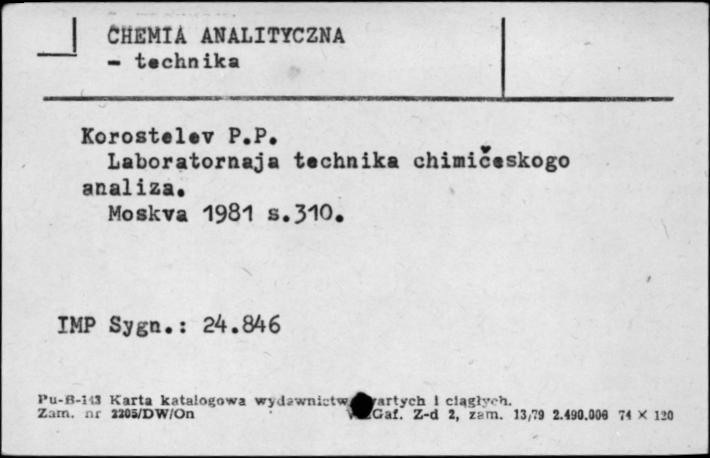 CHEMIA ANALITYCZNA
- technika
Korostelev P.P.
Laboratornaja technika chimičeskogo
analiza.
Moskva 1981 s.310.
IMP Sygn.: 24.846
Pu-B-143 Karta katalogowa wydawnictw artych i ciągłych.
Zam. nr 2205/DW/On Gaf. Z-d 2, zam. 13/79 2.490.000 74 × 120